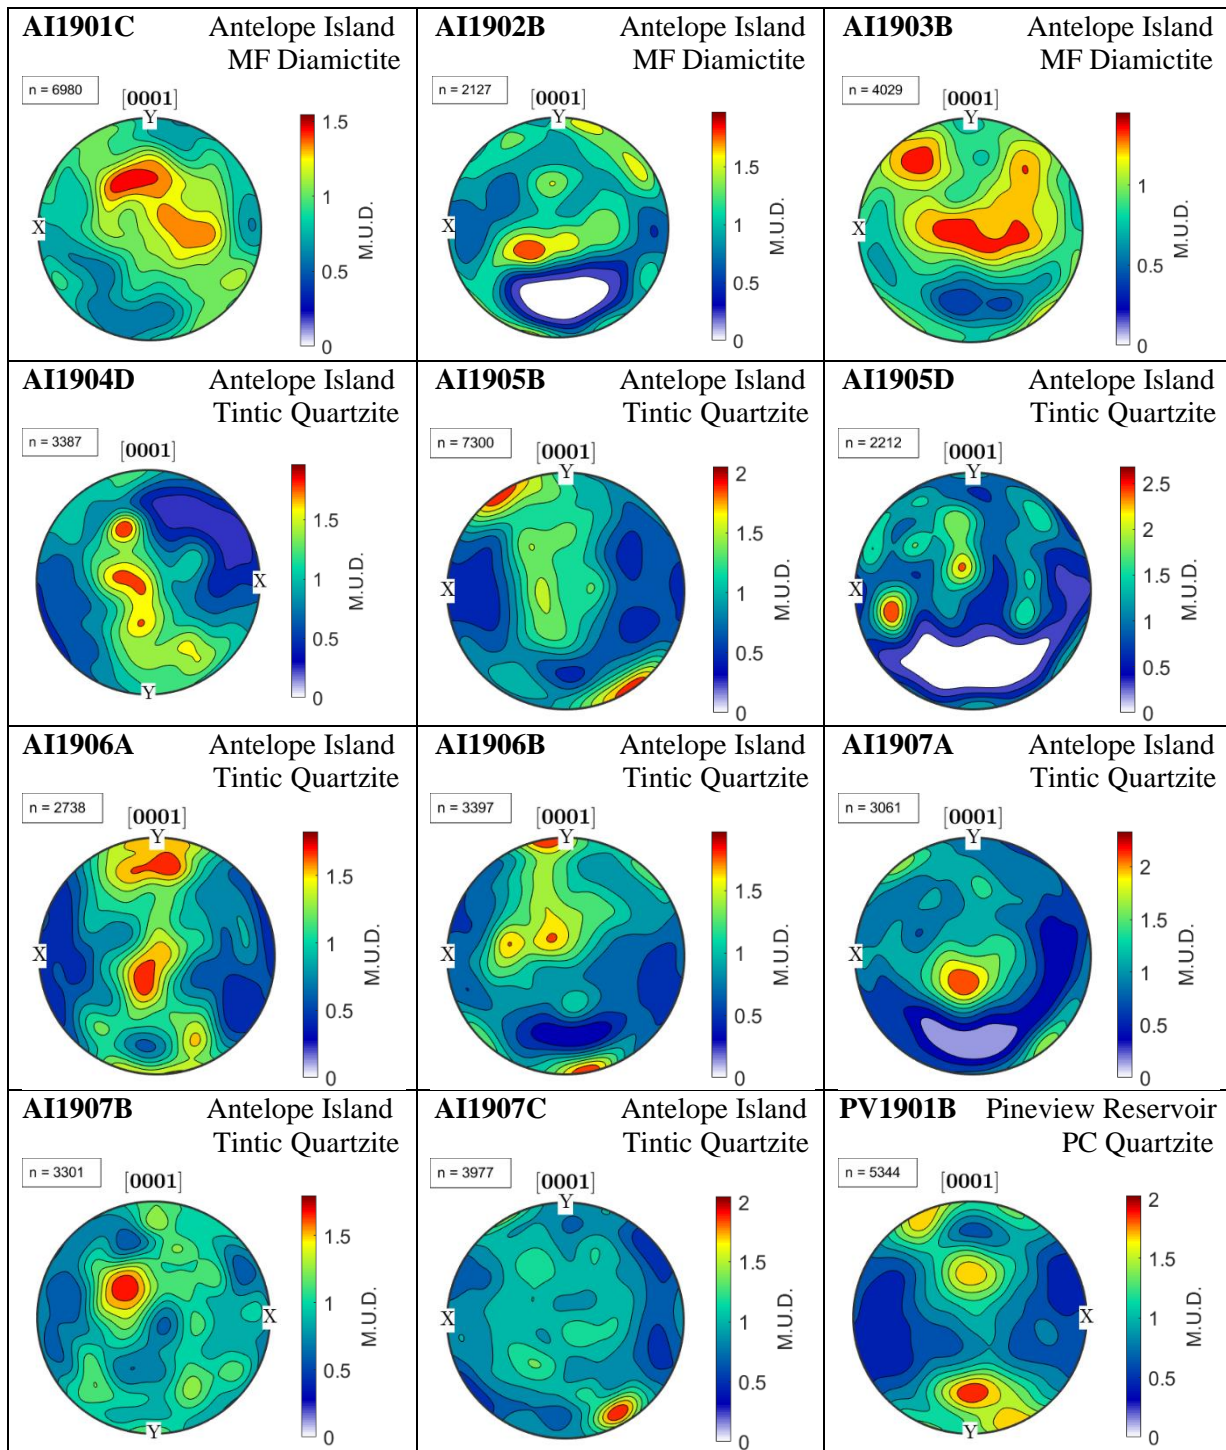 AI1901C Antelope Island
MF Diamictite
n = 6980
[0001]
Y
X
1.5
1
0.5
0
M.U.D.
AI1902B Antelope Island
MF Diamictite
n = 2127
[0001]
Y
X
1.5
1
0.5
0
M.U.D.
AI1903B Antelope Island
MF Diamictite
n = 4029
[0001]
Y
X
1
0.5
0
M.U.D.
AI1904D Antelope Island
Tintic Quartzite
n = 3387
[0001]
X
Y
1.5
1
0.5
0
M.U.D.
AI1905B Antelope Island
Tintic Quartzite
n = 7300
[0001]
Y
X
2
1.5
1
0.5
0
M.U.D.
AI1905D Antelope Island
Tintic Quartzite
n = 2212
[0001]
Y
X
2.5
2
1.5
1
0.5
0
M.U.D.
AI1906A Antelope Island
Tintic Quartzite
n = 2738
[0001]
Y
X
1.5
1
0.5
0
M.U.D.
AI1906B Antelope Island
Tintic Quartzite
n = 3397
[0001]
Y
X
1.5
1
0.5
0
M.U.D.
AI1907A Antelope Island
Tintic Quartzite
n = 3061
[0001]
Y
X
2
1.5
1
0.5
0
M.U.D.
AI1907B Antelope Island
Tintic Quartzite
n = 3301
[0001]
X
Y
1.5
1
0.5
0
M.U.D.
AI1907C Antelope Island
Tintic Quartzite
n = 3977
[0001]
Y
X
2
1.5
1
0.5
0
M.U.D.
PV1901B Pineview Reservoir
PC Quartzite
n = 5344
[0001]
X
Y
2
1.5
1
0.5
0
M.U.D.